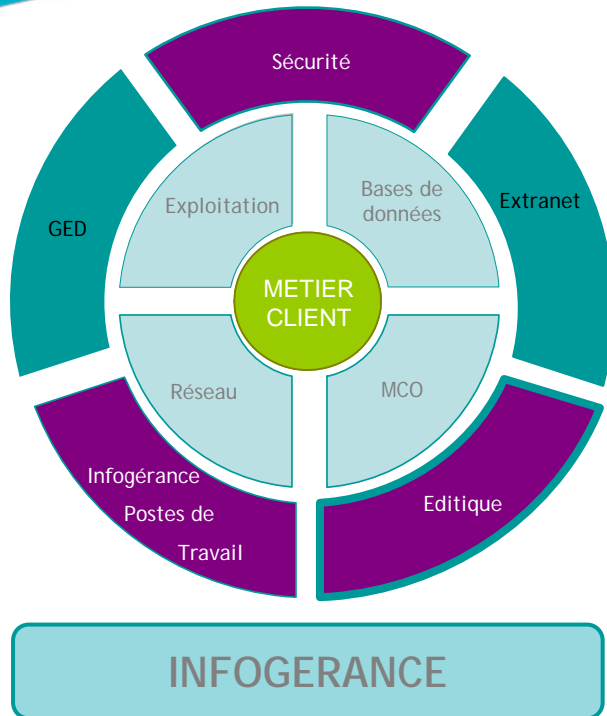 Sécurité
GED
Exploitation
Bases de
données
Extranet
METIER
CLIENT
Réseau
MCO
Infogérance
Postes de
Travail
Editique
INFOGERANCE